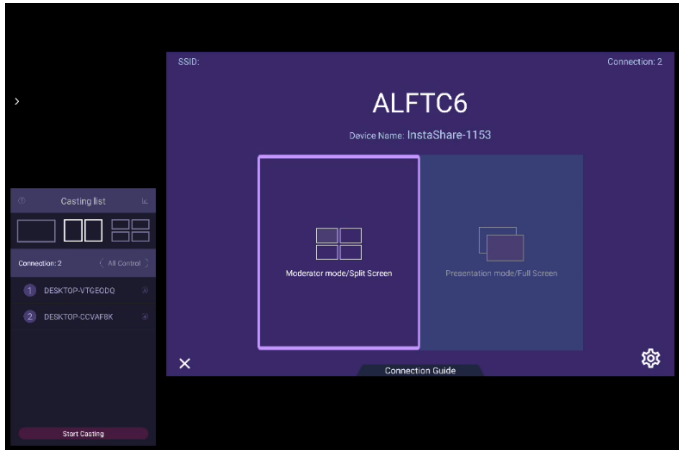 SSID:
Connection: 2
ALFTC6
Device Name: InstaShare-1153
Moderator mode/Split Screen
Presentation mode/Full Screen
Connection Guide
Casting list
Connection: 2
All Control
1 DESKTOP-VTGEODQ
2 DESKTOP-CCVAF8K
Start Casting